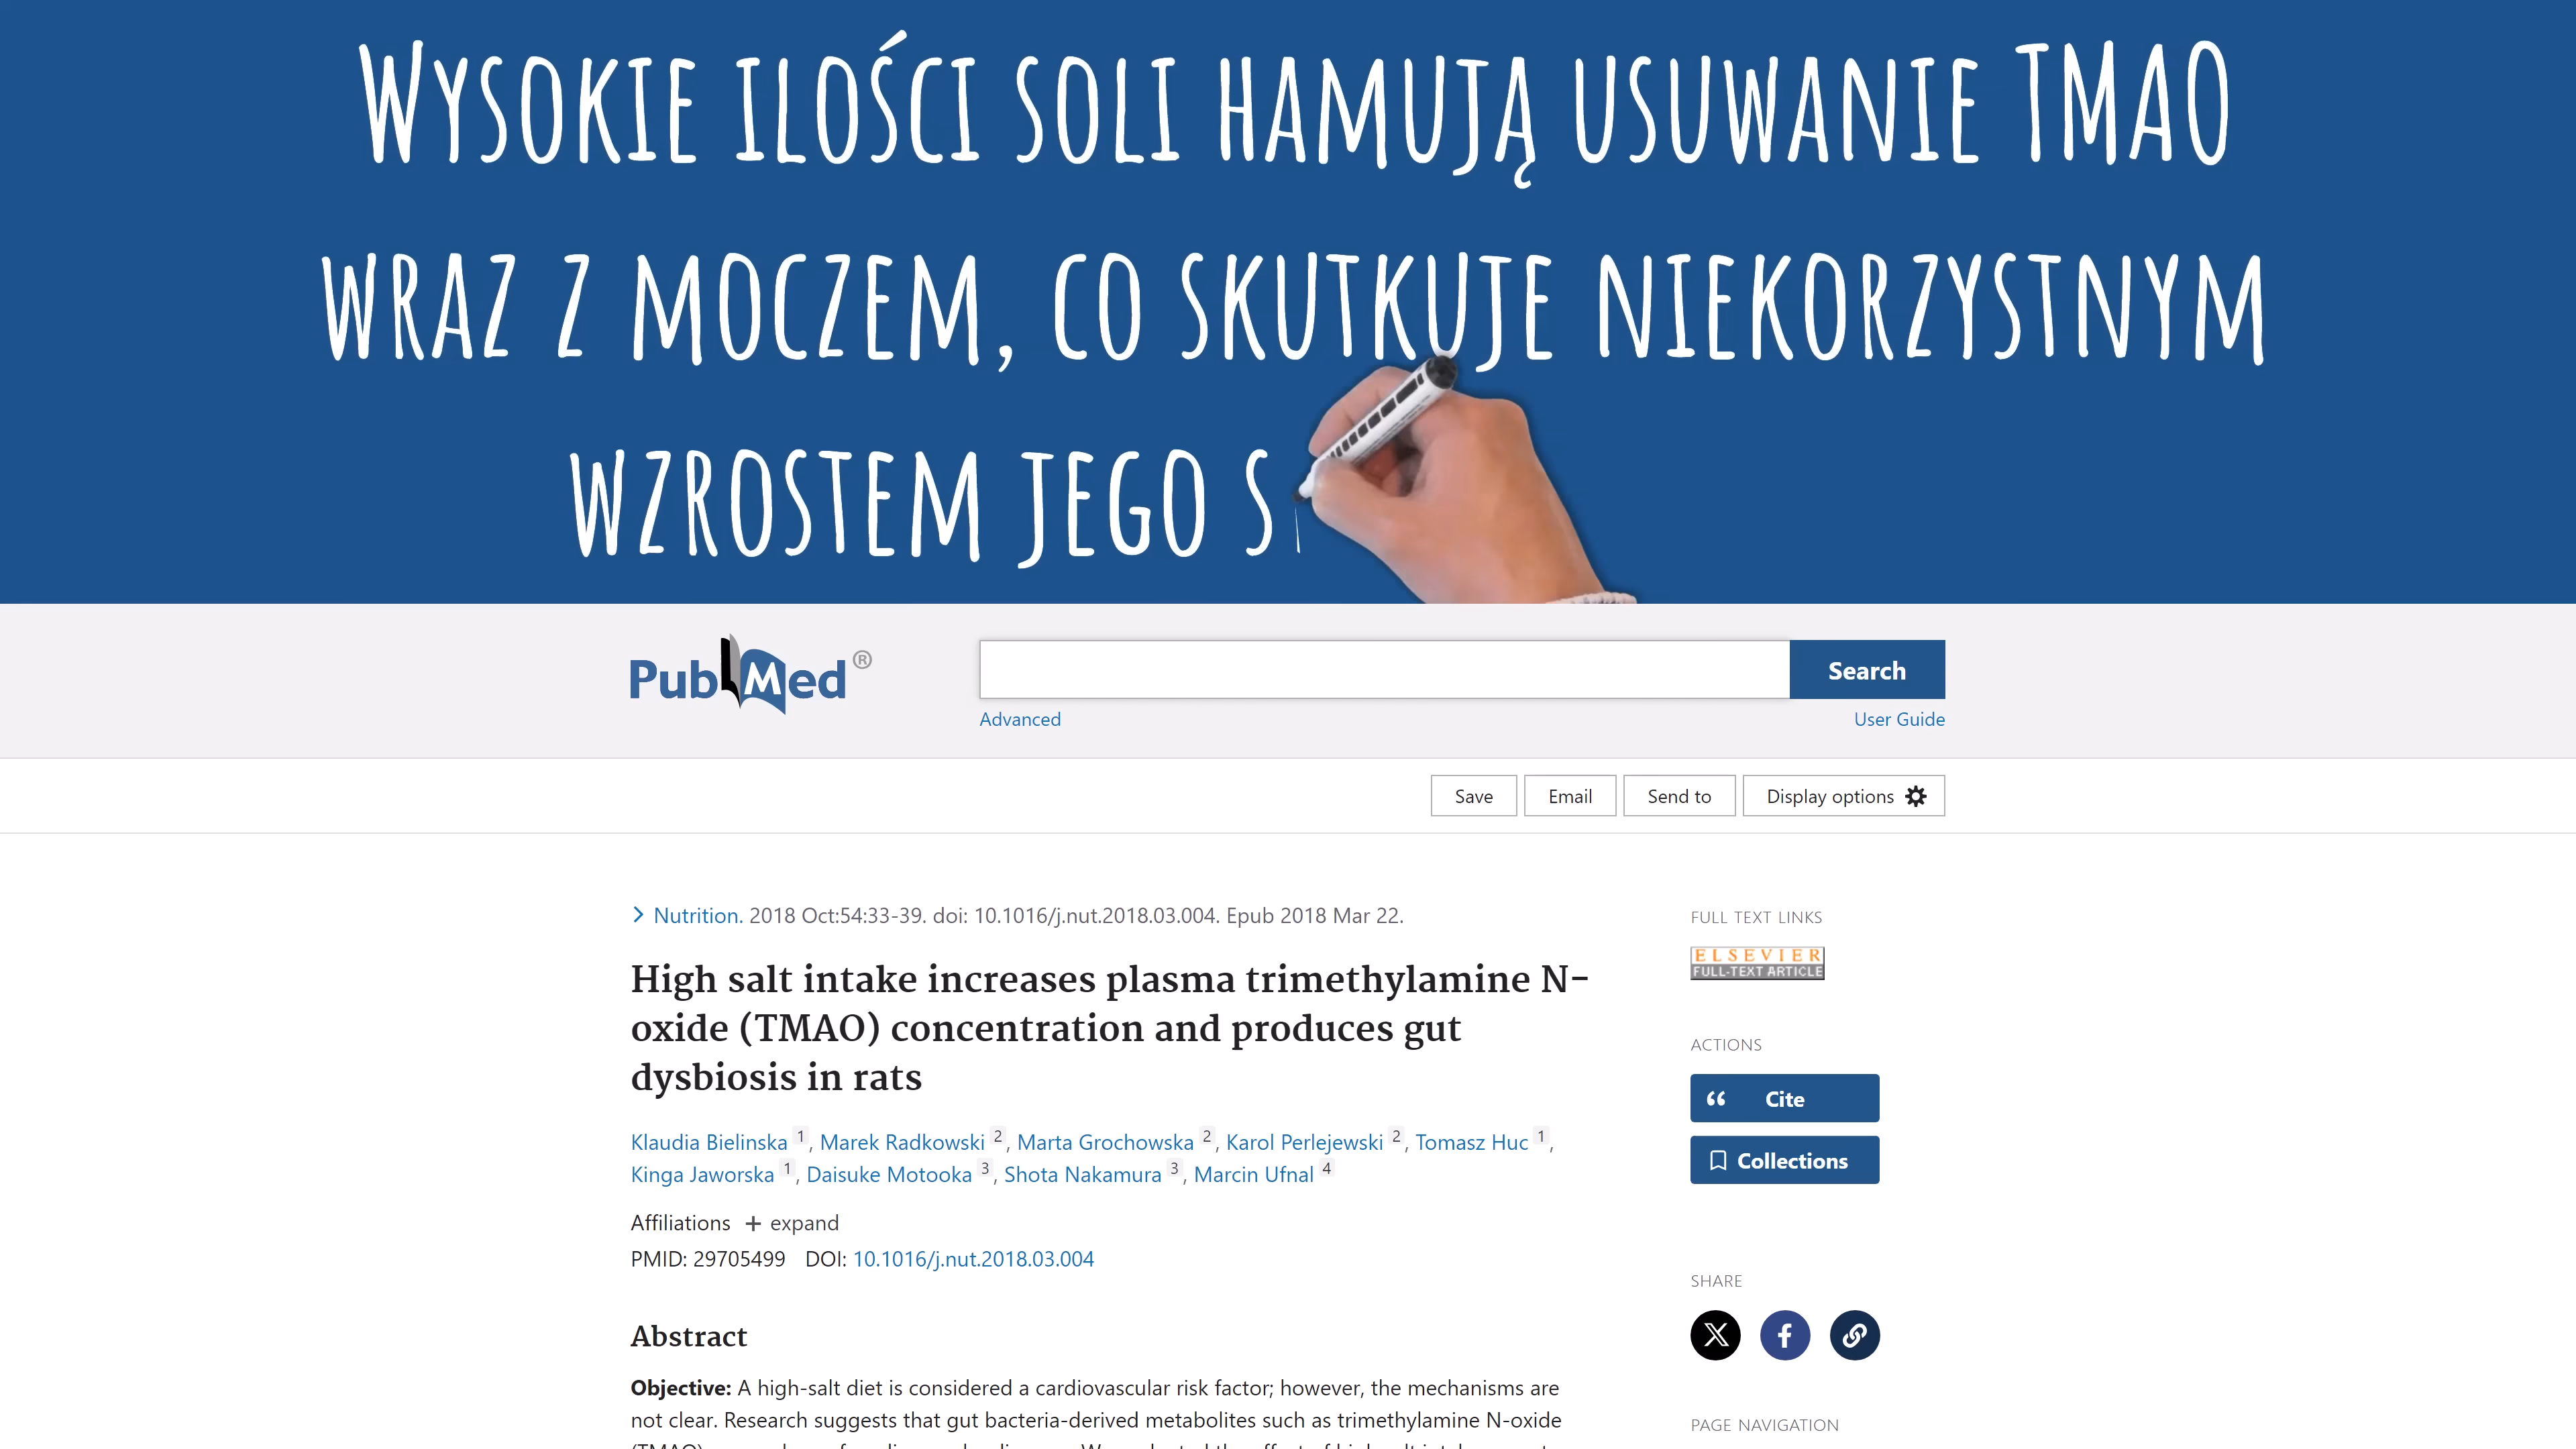 WYSOKIE ILOŚCI SOLI HAMUJĄ USUWANIE TMAO
WRAZ Z MOCZEM, CO SKUTKUJE NIEKORZYSTNYM
WZROSTEM JEGO S
PubMed®
Search
Advanced
User Guide
Save
Email
Send to
Display options
Nutrition. 2018 Oct:54:33-39. doi: 10.1016/j.nut.2018.03.004. Epub 2018 Mar 22.
High salt intake increases plasma trimethylamine N-
oxide (TMAO) concentration and produces gut
dysbiosis in rats
Klaudia Bielinska 1, Marek Radkowski 2, Marta Grochowska 2, Karol Perlejewski 2, Tomasz Huc 1,
Kinga Jaworska 1, Daisuke Motooka 3, Shota Nakamura 3, Marcin Ufnal 4
Affiliations + expand
PMID: 29705499 DOI: 10.1016/j.nut.2018.03.004
Abstract
Objective: A high-salt diet is considered a cardiovascular risk factor; however, the mechanisms are
not clear. Research suggests that gut bacteria-derived metabolites such as trimethylamine N-oxide
FULL TEXT LINKS
ELSEVIER
FULL-TEXT ARTICLE
ACTIONS
Cite
Collections
SHARE
PAGE NAVIGATION